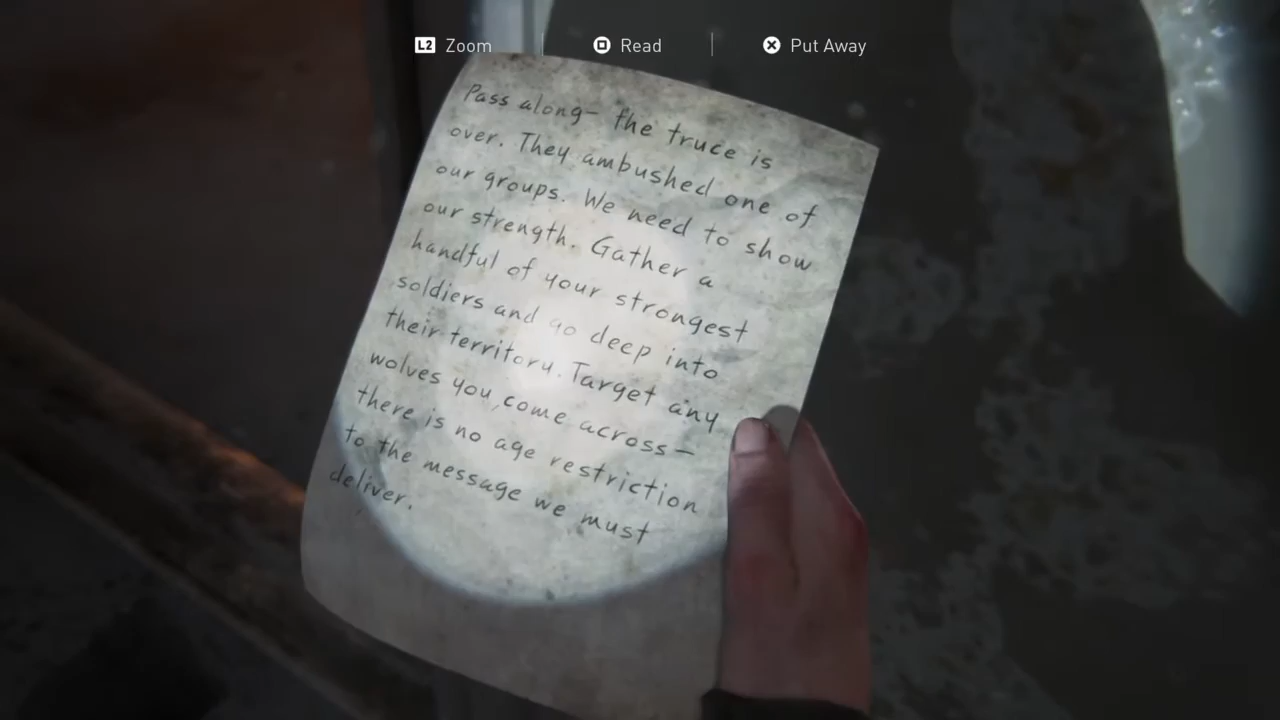 L2 Zoom | Read | Put Away
Pass along- the truce is
over. They ambushed one of
our groups. We need to show
our strength. Gather a
handful of your strongest
soldiers and go deep into
their territory. Target any
wolves you come across-
there is no age restriction
to the message we must
deliver.